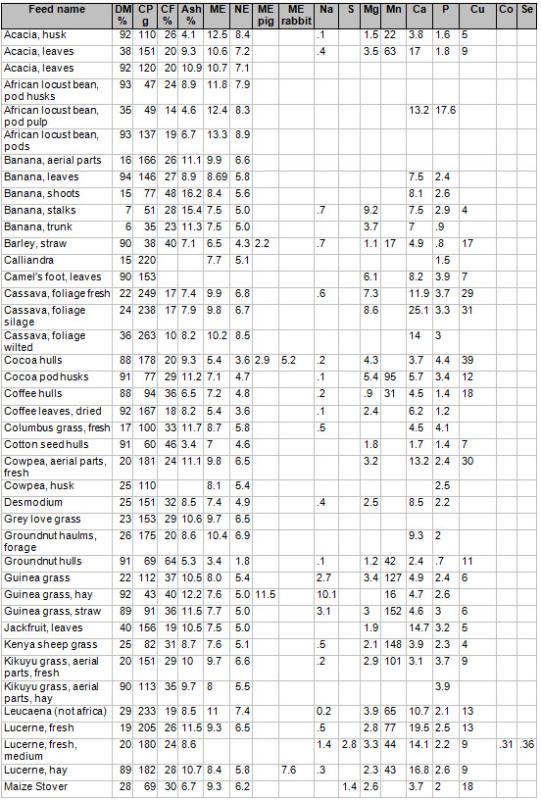 Feed name DM % CP g CF % Ash % ME NE ME pig ME rabbit Na S Mg Mn Ca P Cu Co Se
Acacia, husk 92 110 26 4.1 12.5 8.4 .1 1.5 22 3.8 1.6 5
Acacia, leaves 38 151 20 9.3 10.6 7.2 .4 3.5 63 17 1.8 9
Acacia, leaves 92 120 20 10.9 10.7 7.1
African locust bean, pod husks 93 47 24 8.9 11.8 7.9
African locust bean, pod pulp 35 49 14 4.6 12.4 8.3 13.2 17.6
African locust bean, pods 93 137 19 6.7 13.3 8.9
Banana, aerial parts 16 166 26 11.1 9.9 6.6
Banana, leaves 94 146 27 8.9 8.69 5.8 7.5 2.4
Banana, shoots 15 77 48 16.2 8.4 5.6 8.1 2.6
Banana, stalks 7 51 28 15.4 7.5 5.0 .7 9.2 7.5 2.9 4
Banana, trunk 6 35 23 11.3 7.5 5.0 3.7 7 .9
Barley, straw 90 38 40 7.1 6.5 4.3 2.2 .7 1.1 17 4.9 .8 17
Calliandra 15 220 7.7 5.1 1.5
Camel's foot, leaves 90 153 6.1 8.2 3.9 7
Cassava, foliage fresh 22 249 17 7.4 9.9 6.8 .6 7.3 11.9 3.7 29
Cassava, foliage silage 24 238 17 7.9 9.8 6.7 8.6 25.1 3.3 31
Cassava, foliage wilted 36 263 10 8.2 10.2 8.5 14 3
Cocoa hulls 88 178 20 9.3 5.4 3.6 2.9 5.2 .2 4.3 3.7 4.4 39
Cocoa pod husks 91 77 29 11.2 7.1 4.7 .1 5.4 95 5.7 3.4 12
Coffee hulls 88 94 36 6.5 7.2 4.8 .2 .9 31 4.5 1.4 18
Coffee leaves, dried 92 167 18 8.2 5.4 3.6 .1 2.4 6.2 1.2
Columbus grass, fresh 17 100 33 11.7 8.7 5.8 .5 4.5 4.1
Cotton seed hulls 91 60 46 3.4 7 4.6 1.8 1.7 1.4 7
Cowpea, aerial parts, fresh 20 181 24 11.1 9.8 6.5 3.2 13.2 2.4 30
Cowpea, husk 25 110 8.1 5.4 2.5
Desmodium 25 151 32 8.5 7.4 4.9 .4 2.5 8.5 2.2
Grey love grass 23 153 29 10.6 9.7 6.5
Groundnut haulms, forage 26 175 20 8.6 10.4 6.9 9.3 2
Groundnut hulls 91 69 64 5.3 3.4 1.8 .1 1.2 42 2.4 .7 11
Guinea grass 22 112 37 10.5 8.0 5.4 2.7 3.4 127 4.9 2.4 6
Guinea grass, hay 92 43 40 12.2 7.6 5.0 11.5 10.1 16 4.7 2.6
Guinea grass, straw 89 91 36 11.5 7.7 5.0 3.1 3 152 4.6 3 6
Jackfruit, leaves 40 156 19 10.5 7.5 5.0 1.9 14.7 3.2 5
Kenya sheep grass 25 82 31 8.7 7.6 5.1 .5 2.1 148 3.9 2.3 4
Kikuyu grass, aerial parts, fresh 20 151 29 10 9.7 6.6 .2 2.9 101 3.1 3.7 9
Kikuyu grass, aerial parts, hay 90 113 35 9.7 8 5.5 3.9
Leucaena (not africa) 29 233 19 8.5 11 7.4 0.2 3.9 65 10.7 2.1 13
Lucerne, fresh 19 205 26 11.5 9.3 6.5 .5 2.8 77 19.5 2.5 13
Lucerne, fresh, medium 20 180 24 8.6 1.4 2.8 3.3 44 14.1 2.2 9 .31 .36
Lucerne, hay 89 182 28 10.7 8.4 5.8 7.6 .3 2.3 43 16.8 2.6 9
Maize Stover 28 69 30 6.7 9.3 6.2 1.4 2.6 3.7 2 18